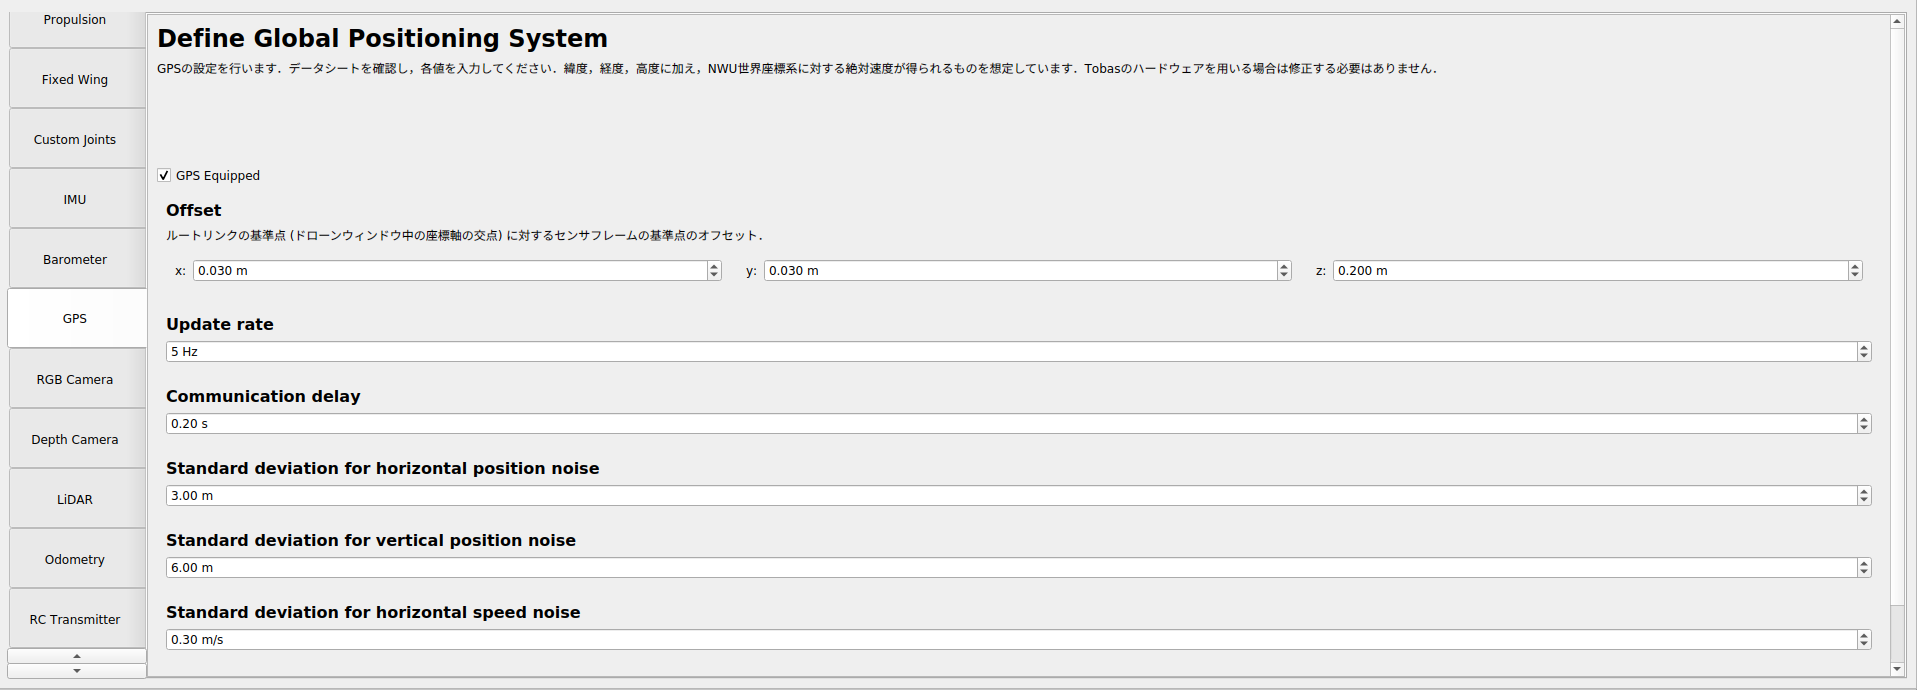 Propulsion
Fixed Wing
Custom Joints
IMU
Barometer
GPS
RGB Camera
Depth Camera
LiDAR
Odometry
RC Transmitter
Define Global Positioning System
GPSの設定を行います．データシートを確認し，各値を入力してください．緯度，経度，高度に加え，NWU世界座標系に対する絶対速度が得られるものを想定しています．Tobasのハードウェアを用いる場合は修正する必要はありません．
GPS Equipped
Offset
ルートリンクの基準点 (ドローンウィンドウ中の座標軸の交点) に対するセンサフレームの基準点のオフセット．
x: 0.030 m y: 0.030 m z: 0.200 m
Update rate
5 Hz
Communication delay
0.20 s
Standard deviation for horizontal position noise
3.00 m
Standard deviation for vertical position noise
6.00 m
Standard deviation for horizontal speed noise
0.30 m/s